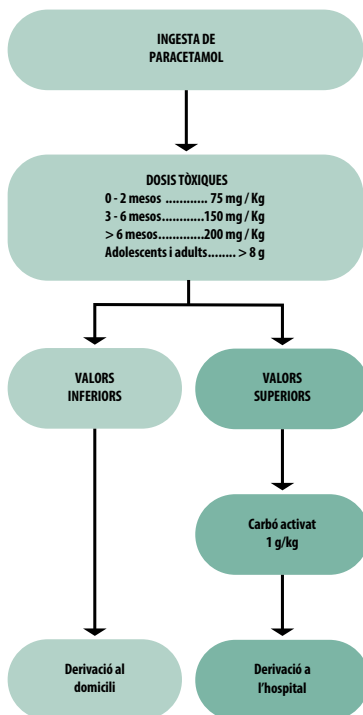 INGESTA DE
PARACETAMOL
DOSIS TÒXIQUES
0 - 2 mesos ............ 75 mg / Kg
3 - 6 mesos............150 mg / Kg
> 6 mesos.............200 mg / Kg
Adolescents i adults........ > 8 g
VALORS
INFERIORS
VALORS
SUPERIORS
Carbó activat
1 g/kg
Derivació al
domicili
Derivació a
l'hospital